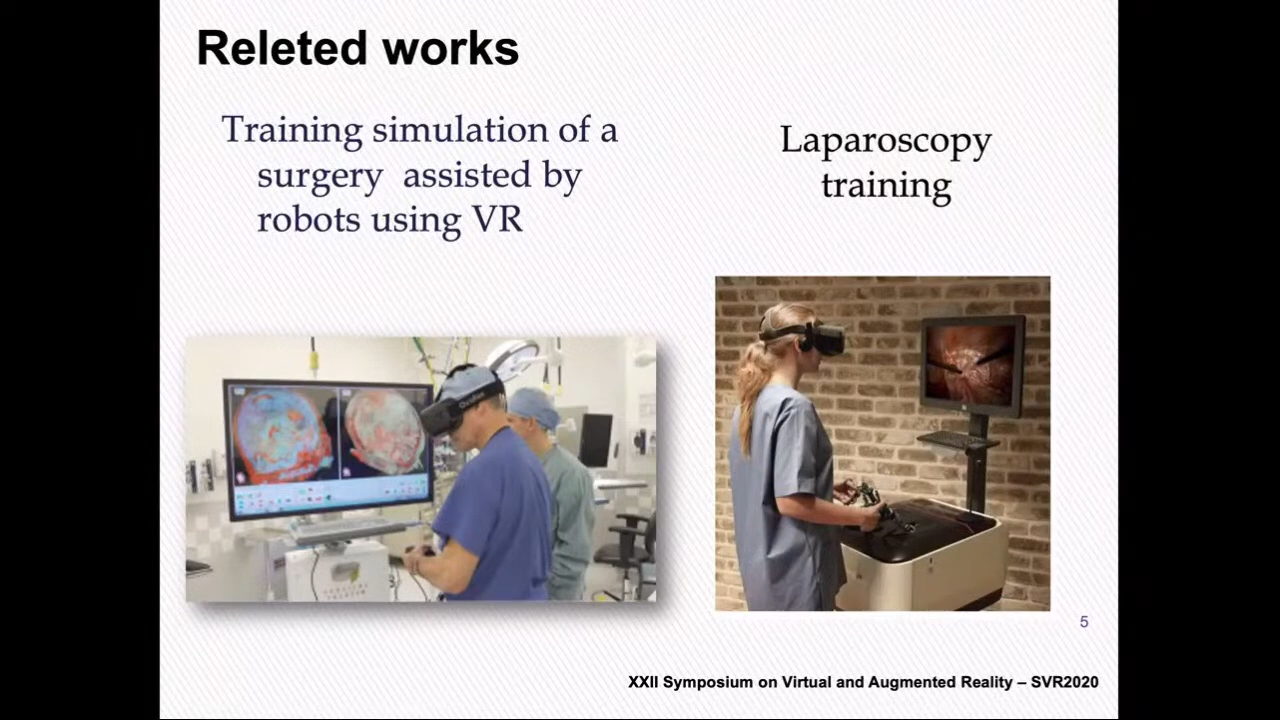 Releted works
Training simulation of a
surgery assisted by
robots using VR
Laparoscopy
training
5
XXII Symposium on Virtual and Augmented Reality – SVR2020